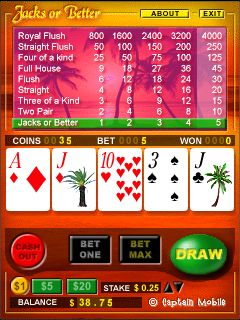 Jacks or Better ABOUT EXIT
Royal Flush 800 1600 2400 3200 4000
Straight Flush 50 100 150 200 250
Four of a kind 25 50 75 100 125
Full House 9 18 27 36 45
Flush 6 12 18 24 30
Straight 4 8 12 16 20
Three of a Kind 3 6 9 12 15
Two Pair 2 4 6 8 10
Jacks or Better 1 2 3 4 5
COINS 0035 BET 0005 WON 0000
A J 10 3 J
CASH OUT BET ONE BET MAX DRAW
$1 $5 $20 STAKE $ 0.25
BALANCE $ 38.75 © Captain Mobile